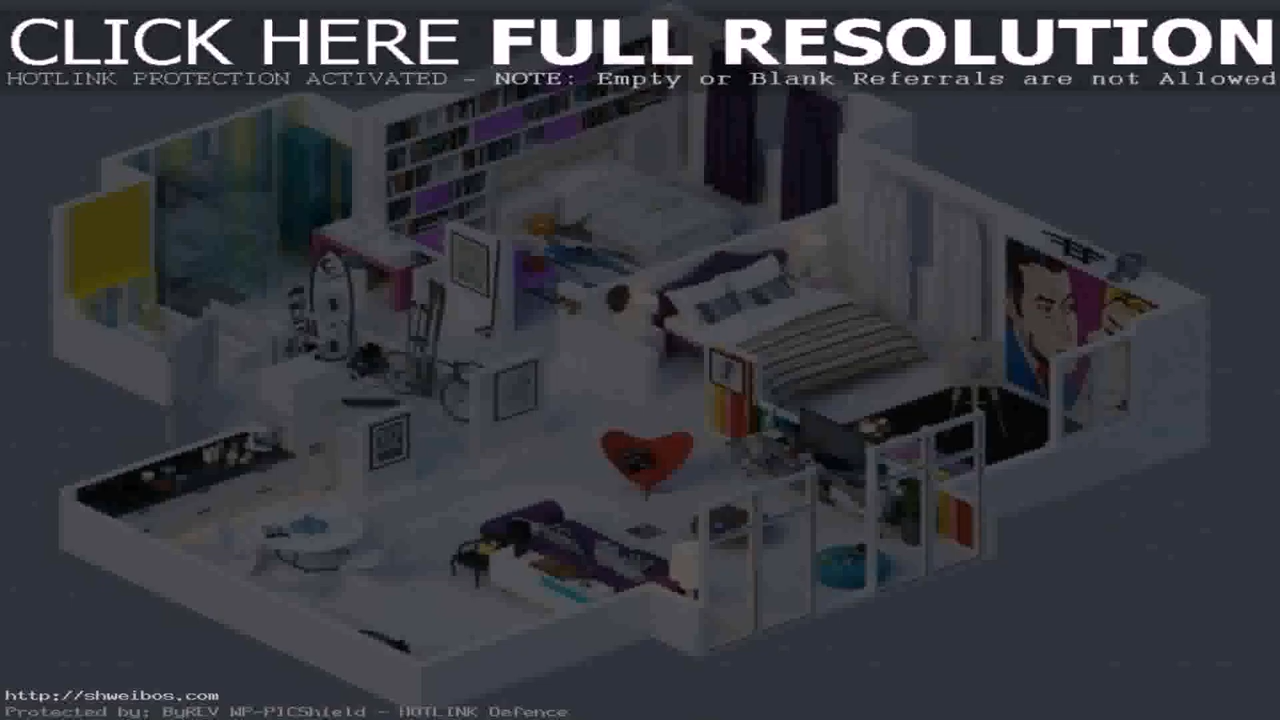 CLICK HERE FULL RESOLUTION
HOTLINK PROTECTION ACTIVATED - NOTE: Empty or Blank Referrals are not Allowed
http://shweibos.com
Protected by: ByREV WP-PICShield - HOTLINK Defence